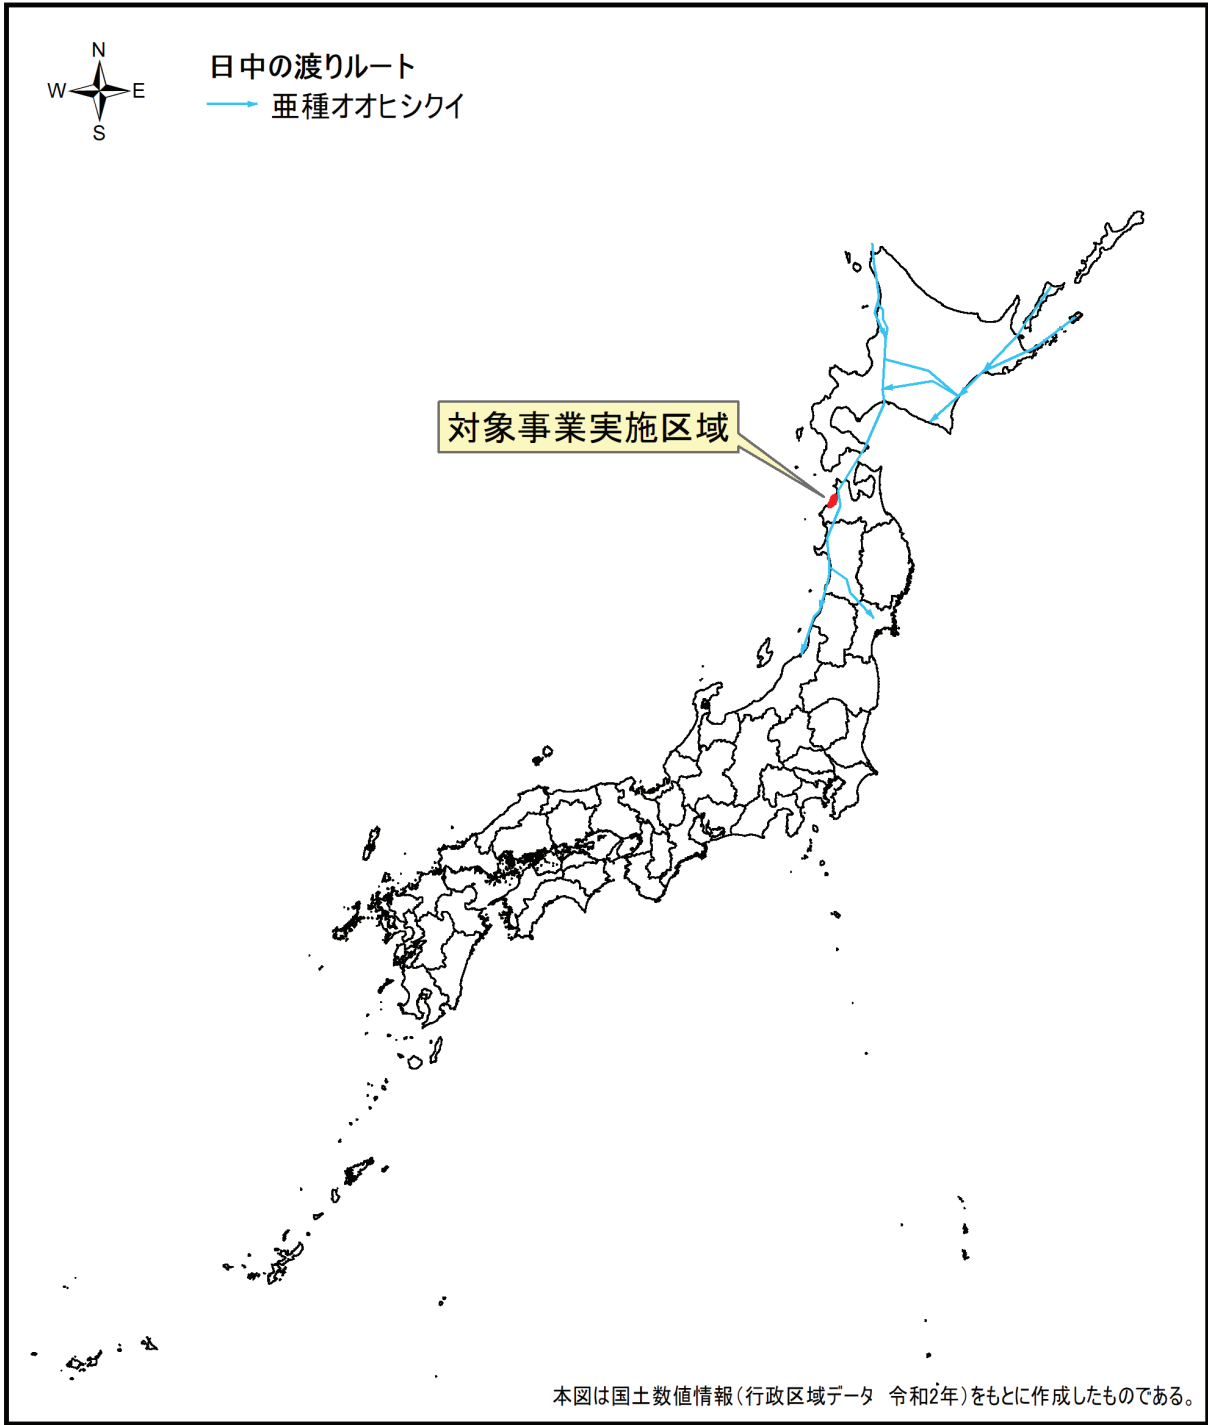 N
W E
S
日中の渡りルート
亜種オオヒシクイ
対象事業実施区域
本図は国土数値情報(行政区域データ 令和2年)をもとに作成したものである。